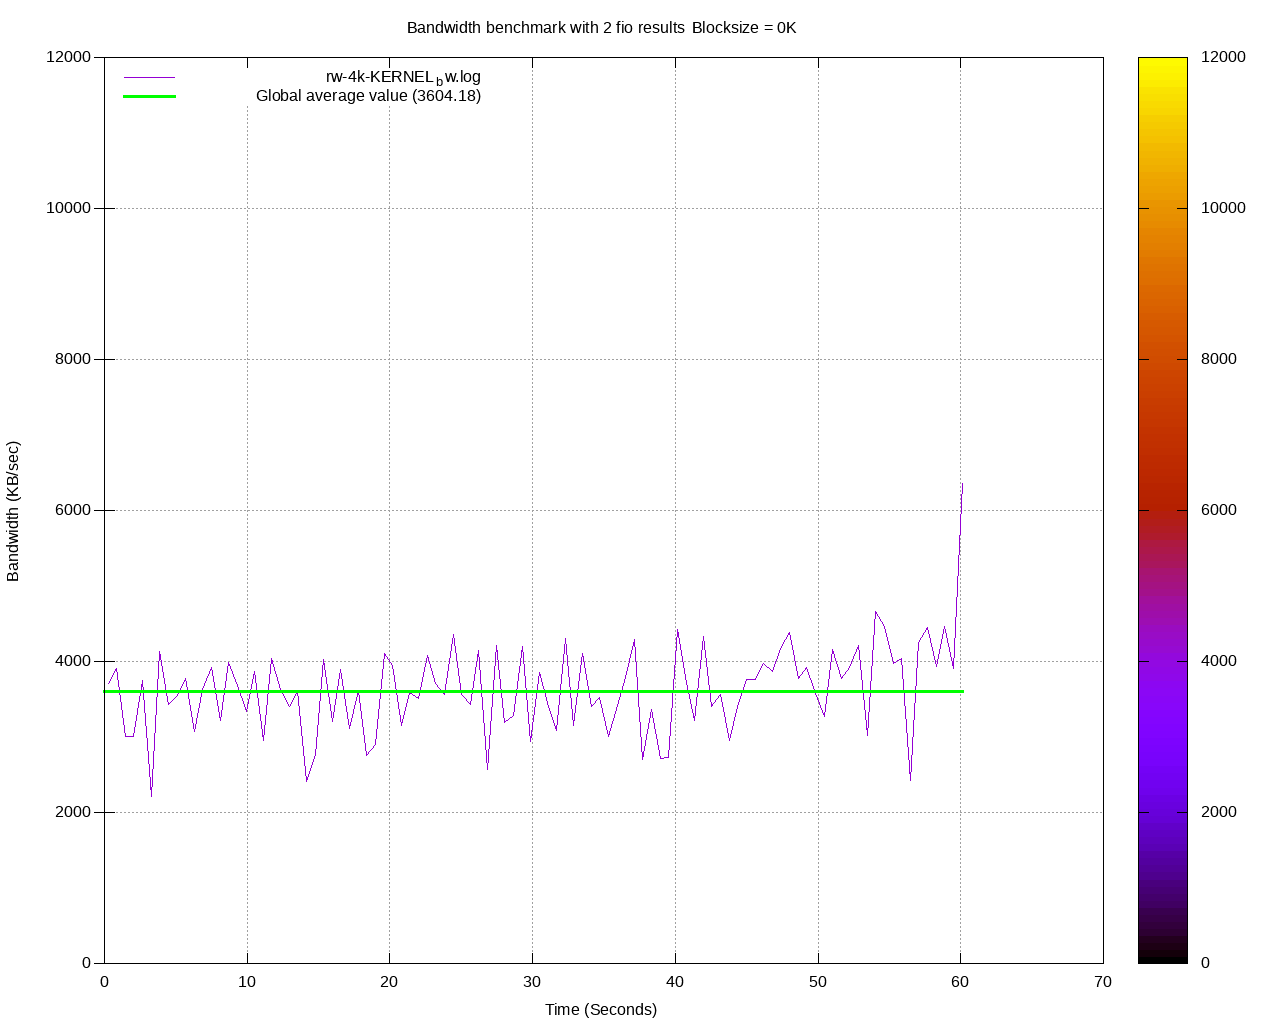 Bandwidth benchmark with 2 fio results Blocksize = 0K
rw-4k-KERNEL_bw.log
Global average value (3604.18)
12000
10000
8000
6000
4000
2000
0
Bandwidth (KB/sec)
0 10 20 30 40 50 60 70
Time (Seconds)
12000
10000
8000
6000
4000
2000
0